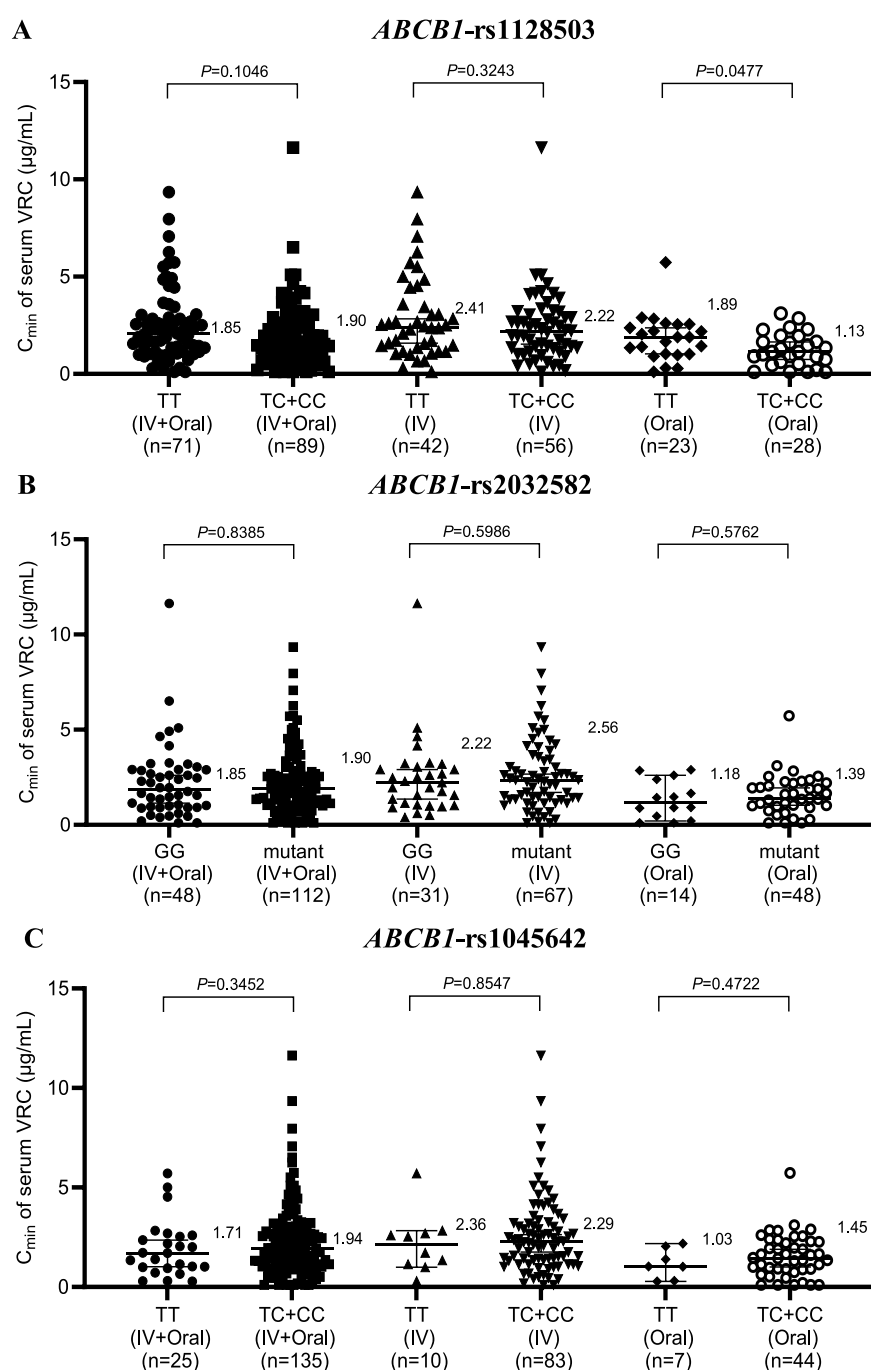 A
ABCB1-rs1128503
P=0.1046
P=0.3243
P=0.0477
Cmin of serum VRC (μg/mL)
15
10
5
0
1.85
1.90
2.41
2.22
1.89
1.13
TT TC+CC TT TC+CC TT TC+CC
(IV+Oral) (IV+Oral) (IV) (IV) (Oral) (Oral)
(n=71) (n=89) (n=42) (n=56) (n=23) (n=28)
B
ABCB1-rs2032582
P=0.8385
P=0.5986
P=0.5762
Cmin of serum VRC (μg/mL)
15
10
5
0
1.85
1.90
2.22
2.56
1.18
1.39
GG mutant GG mutant GG mutant
(IV+Oral) (IV+Oral) (IV) (IV) (Oral) (Oral)
(n=48) (n=112) (n=31) (n=67) (n=14) (n=48)
C
ABCB1-rs1045642
P=0.3452
P=0.8547
P=0.4722
Cmin of serum VRC (μg/mL)
15
10
5
0
1.71
1.94
2.36
2.29
1.03
1.45
TT TC+CC TT TC+CC TT TC+CC
(IV+Oral) (IV+Oral) (IV) (IV) (Oral) (Oral)
(n=25) (n=135) (n=10) (n=83) (n=7) (n=44)